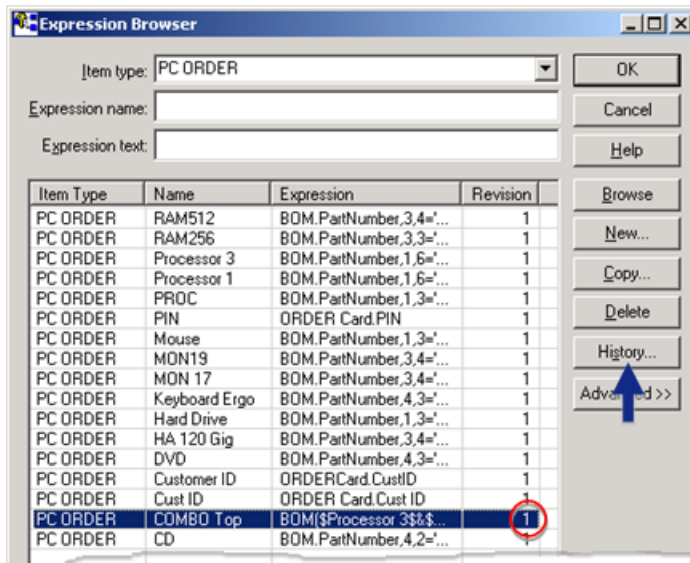 Expression Browser
Item type: PC ORDER
OK
Expression name:
Cancel
Expression text:
Help
Item Type Name Expression Revision
Browse
PC ORDER RAM512 BOM.PartNumber,3,4="... 1
PC ORDER RAM256 BOM.PartNumber,3,3="... 1
New...
PC ORDER Processor 3 BOM.PartNumber,1,6="... 1
PC ORDER Processor 1 BOM.PartNumber,1,6="... 1
Copy...
PC ORDER PROC BOM.PartNumber,1,3="... 1
PC ORDER PIN ORDER Card.PIN 1
Delete
PC ORDER Mouse BOM.PartNumber,1,3="... 1
PC ORDER MON19 BOM.PartNumber,3,4="... 1
History...
PC ORDER MON 17 BOM.PartNumber,3,4="... 1
PC ORDER Keyboard Ergo BOM.PartNumber,4,3="... 1
Advanced >>
PC ORDER Hard Drive BOM.PartNumber,1,3="... 1
PC ORDER HA 120 Gig BOM.PartNumber,3,4="... 1
PC ORDER DVD BOM.PartNumber,4,3="... 1
PC ORDER Customer ID ORDERCard.CustID 1
PC ORDER Cust ID ORDER Card.Cust ID 1
PC ORDER COMBO Top BOM($Processor 3$&$... 1
PC ORDER CD BOM.PartNumber,4,2="... 1